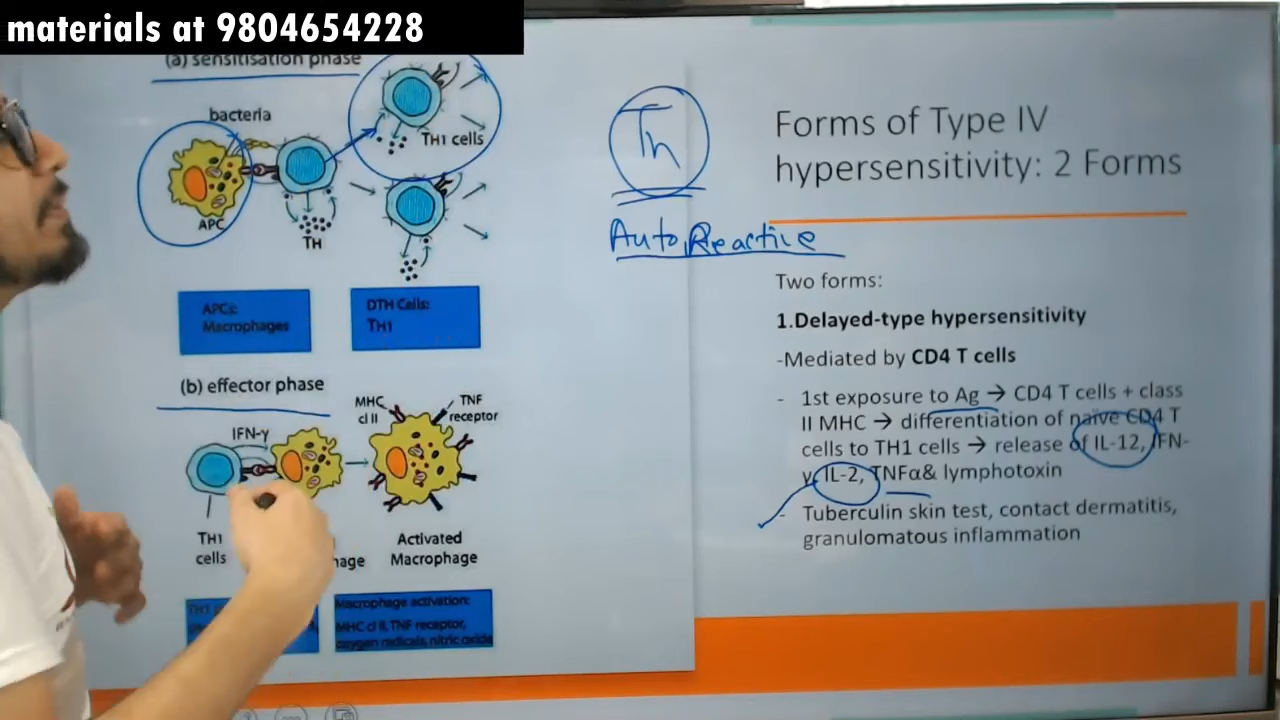 materials at 9804654228
(a) sensitisation phase
bacteria
TH1 cells
APC
TH
APCs:
Macrophages
DTH Cells:
TH1
(b) effector phase
MHC
cl II
TNF
receptor
IFN-γ
TH1
cells
hage
Activated
Macrophage
TH1
Macrophage activation:
MHC cl II, TNF receptor,
oxygen radicals, nitric oxide
Th
Auto Reactive
Forms of Type IV
hypersensitivity: 2 Forms
Two forms:
1.Delayed-type hypersensitivity
-Mediated by CD4 T cells
- 1st exposure to Ag → CD4 T cells + class
II MHC → differentiation of naïve CD4 T
cells to TH1 cells → release of IL-12, IFN-
γ, IL-2, TNFα& lymphotoxin
- Tuberculin skin test, contact dermatitis,
granulomatous inflammation